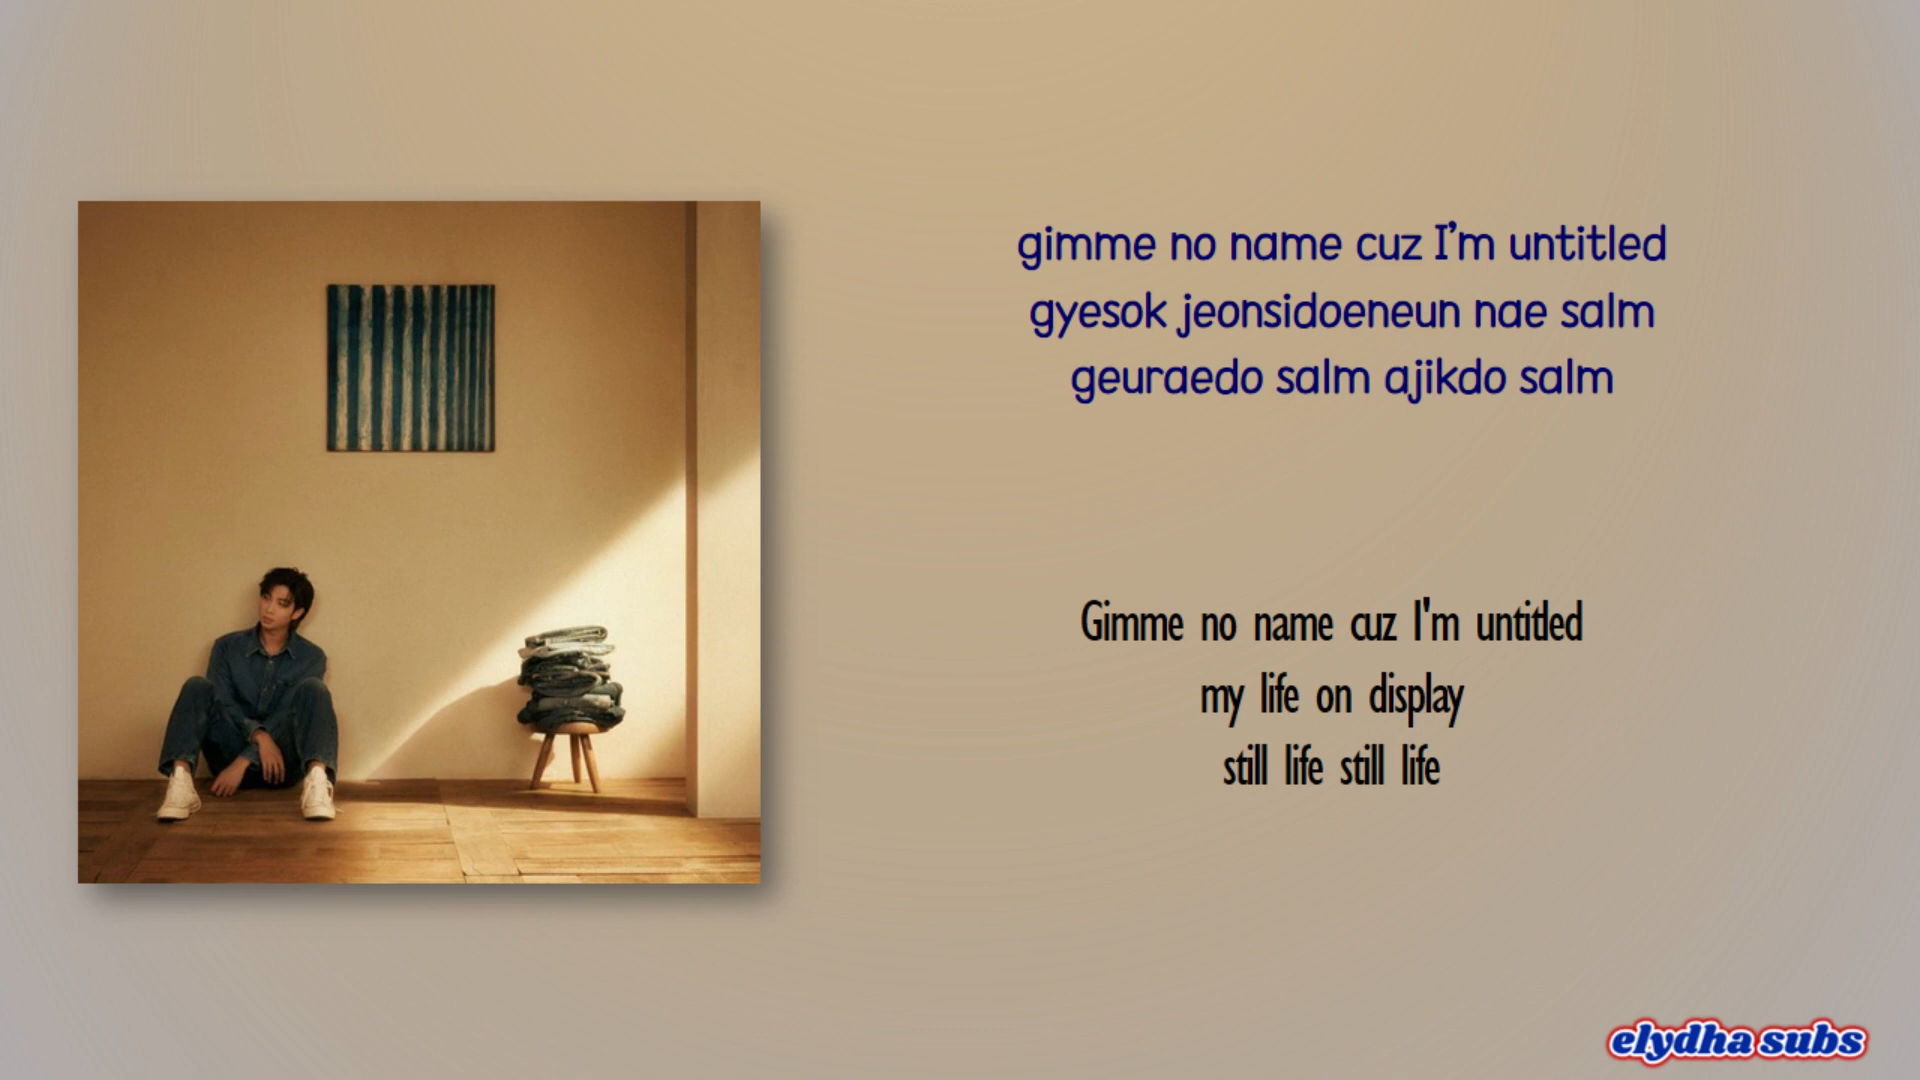 gimme no name cuz I'm untitled
gyesok jeonsidoeneun nae salm
geuraedo salm ajikdo salm
Gimme no name cuz I'm untitled
my life on display
still life still life
elydha subs